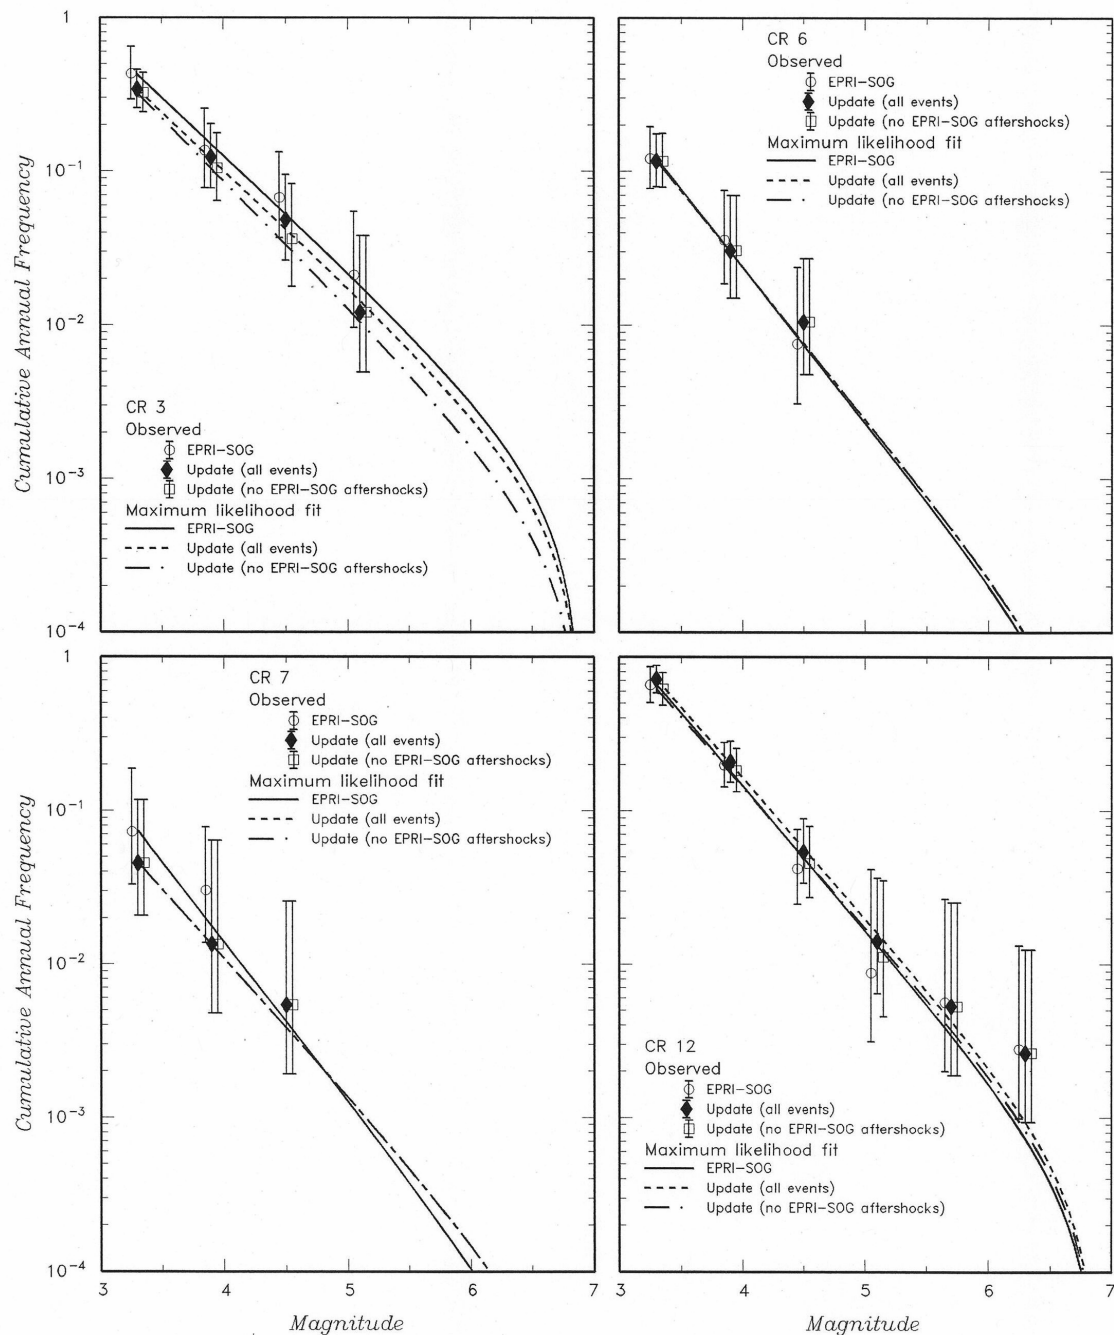 Cumulative Annual Frequency
1
10⁻¹
10⁻²
10⁻³
10⁻⁴
CR 3
Observed
EPRI-SOG
Update (all events)
Update (no EPRI-SOG aftershocks)
Maximum likelihood fit
EPRI-SOG
Update (all events)
Update (no EPRI-SOG aftershocks)
CR 6
Observed
EPRI-SOG
Update (all events)
Update (no EPRI-SOG aftershocks)
Maximum likelihood fit
EPRI-SOG
Update (all events)
Update (no EPRI-SOG aftershocks)
Cumulative Annual Frequency
1
10⁻¹
10⁻²
10⁻³
10⁻⁴
CR 7
Observed
EPRI-SOG
Update (all events)
Update (no EPRI-SOG aftershocks)
Maximum likelihood fit
EPRI-SOG
Update (all events)
Update (no EPRI-SOG aftershocks)
3 4 5 6 7
Magnitude
CR 12
Observed
EPRI-SOG
Update (all events)
Update (no EPRI-SOG aftershocks)
Maximum likelihood fit
EPRI-SOG
Update (all events)
Update (no EPRI-SOG aftershocks)
3 4 5 6 7
Magnitude